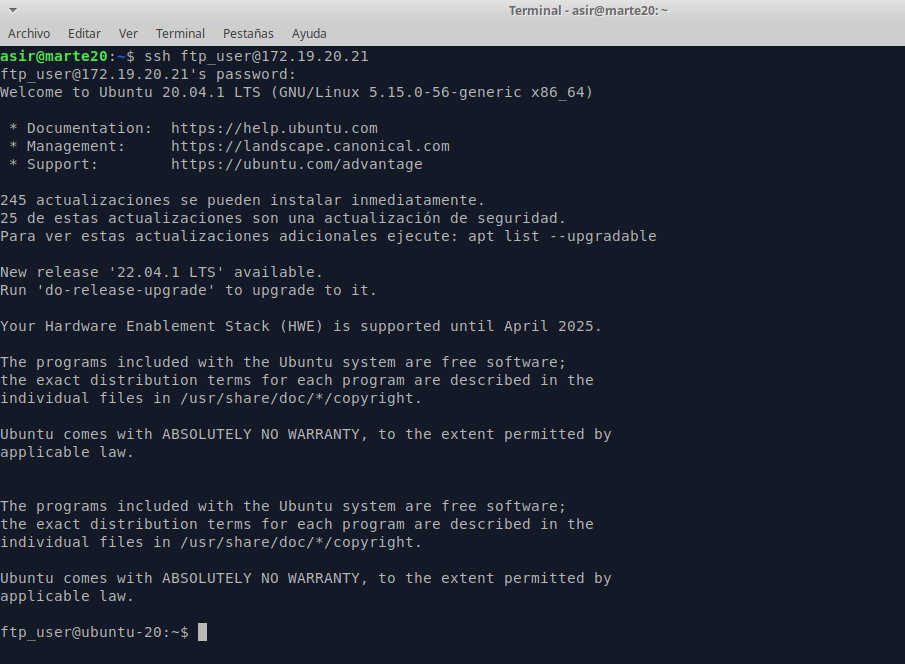 Terminal - asir@marte20: ~
Archivo Editar Ver Terminal Pestañas Ayuda
asir@marte20:~$ ssh ftp_user@172.19.20.21
ftp_user@172.19.20.21's password:
Welcome to Ubuntu 20.04.1 LTS (GNU/Linux 5.15.0-56-generic x86_64)

 * Documentation:  https://help.ubuntu.com
 * Management:     https://landscape.canonical.com
 * Support:        https://ubuntu.com/advantage

245 actualizaciones se pueden instalar inmediatamente.
25 de estas actualizaciones son una actualización de seguridad.
Para ver estas actualizaciones adicionales ejecute: apt list --upgradable

New release '22.04.1 LTS' available.
Run 'do-release-upgrade' to upgrade to it.

Your Hardware Enablement Stack (HWE) is supported until April 2025.

The programs included with the Ubuntu system are free software;
the exact distribution terms for each program are described in the
individual files in /usr/share/doc/*/copyright.

Ubuntu comes with ABSOLUTELY NO WARRANTY, to the extent permitted by
applicable law.


The programs included with the Ubuntu system are free software;
the exact distribution terms for each program are described in the
individual files in /usr/share/doc/*/copyright.

Ubuntu comes with ABSOLUTELY NO WARRANTY, to the extent permitted by
applicable law.

ftp_user@ubuntu-20:~$